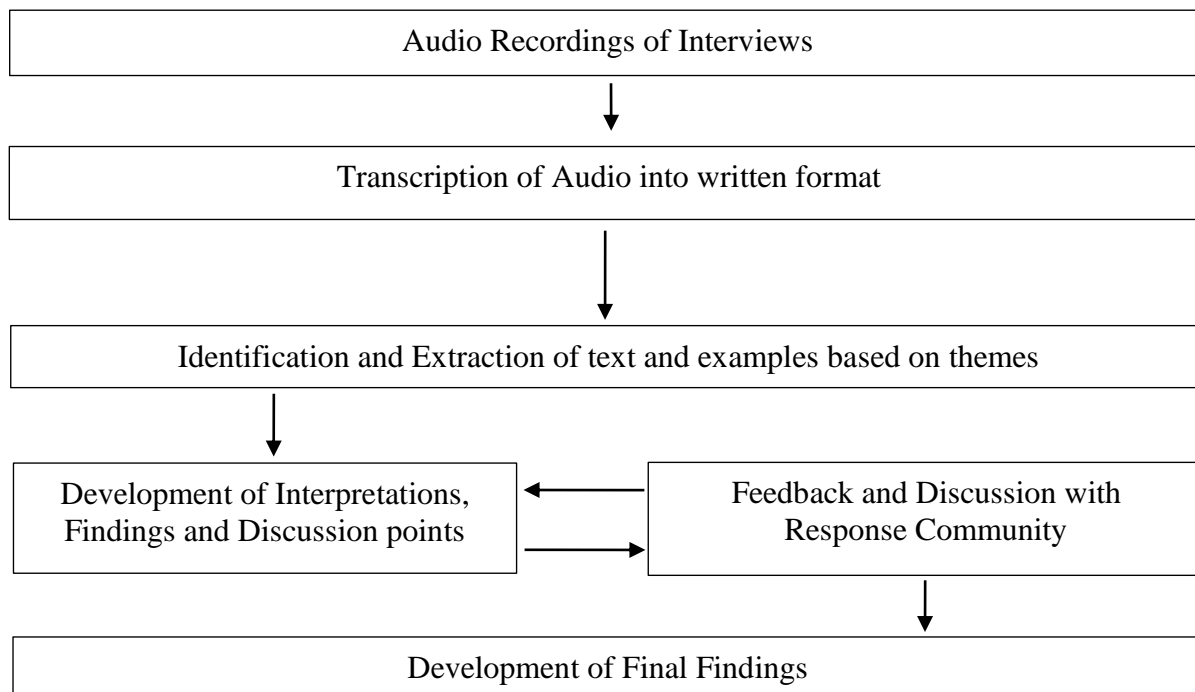 Audio Recordings of Interviews
Transcription of Audio into written format
Identification and Extraction of text and examples based on themes
Development of Interpretations,
Findings and Discussion points
Feedback and Discussion with
Response Community
Development of Final Findings